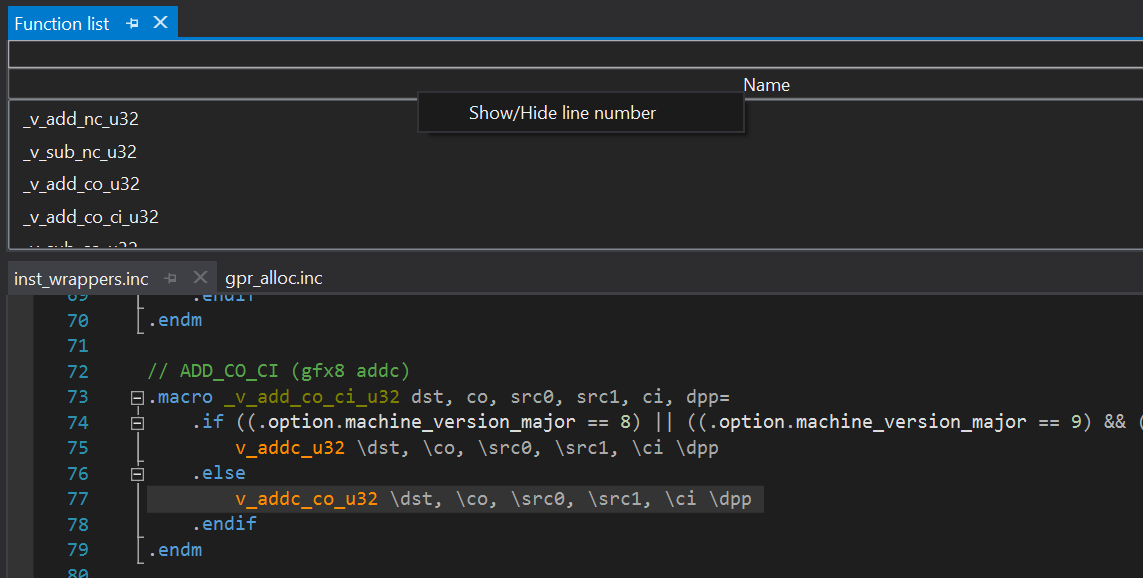 Function list
Name
Show/Hide line number
_v_add_nc_u32
_v_sub_nc_u32
_v_add_co_u32
_v_add_co_ci_u32
_v_sub_co_u32
inst_wrappers.inc gpr_alloc.inc
69 .endif
70 .endm
71
72 // ADD_CO_CI (gfx8 addc)
73 .macro _v_add_co_ci_u32 dst, co, src0, src1, ci, dpp=
74 .if ((.option.machine_version_major == 8) || ((.option.machine_version_major == 9) && (
75 v_addc_u32 \dst, \co, \src0, \src1, \ci \dpp
76 .else
77 v_addc_co_u32 \dst, \co, \src0, \src1, \ci \dpp
78 .endif
79 .endm
80